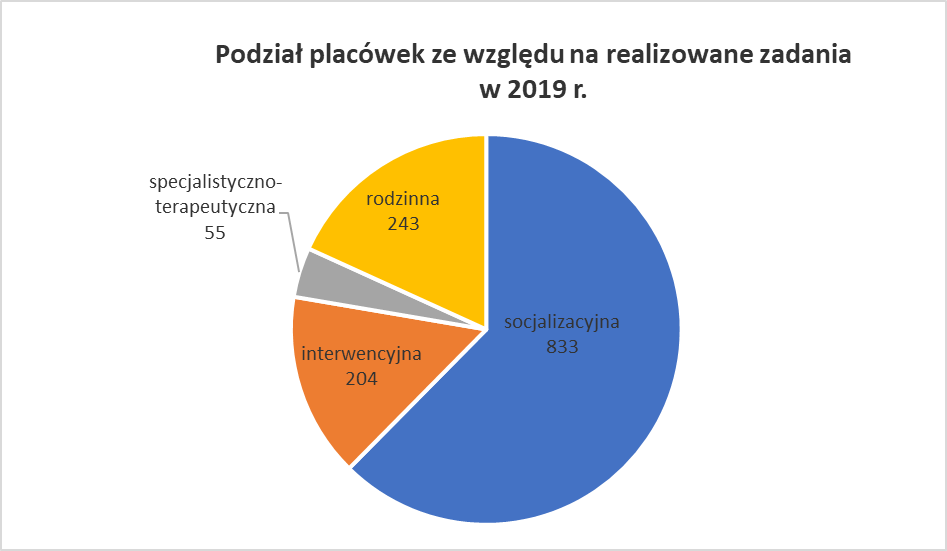 Podział placówek ze względu na realizowane zadania
w 2019 r.
specjalistyczno-
terapeutyczna
55
rodzinna
243
socjalizacyjna
833
interwencyjna
204